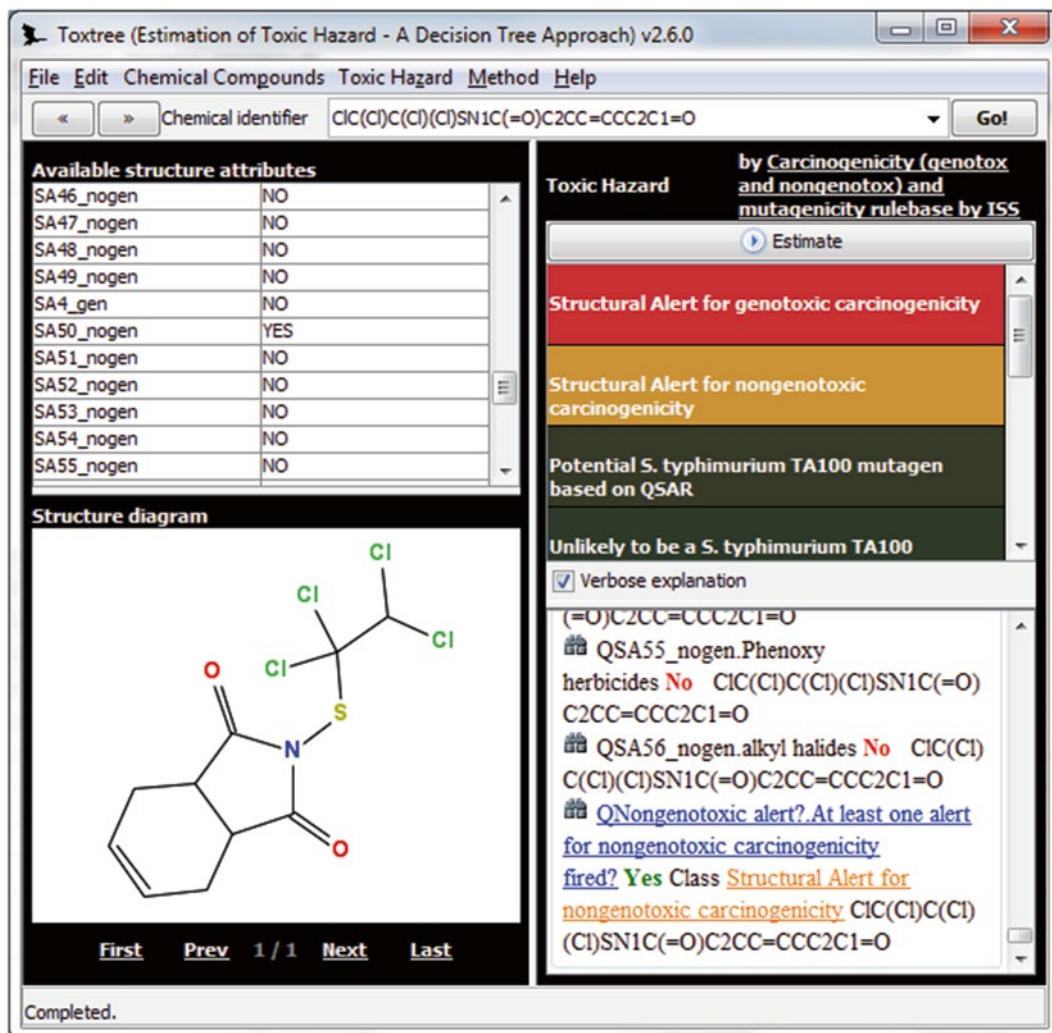 Toxtree (Estimation of Toxic Hazard - A Decision Tree Approach) v2.6.0
File Edit Chemical Compounds Toxic Hazard Method Help
« » Chemical identifier ClC(Cl)C(Cl)(Cl)SN1C(=O)C2CC=CCC2C1=O Go!
Available structure attributes
SA46_nogen NO
SA47_nogen NO
SA48_nogen NO
SA49_nogen NO
SA4_gen NO
SA50_nogen YES
SA51_nogen NO
SA52_nogen NO
SA53_nogen NO
SA54_nogen NO
SA55_nogen NO
Structure diagram
Cl
Cl
Cl
Cl
O
S
N
O
First Prev 1 / 1 Next Last
Toxic Hazard
by Carcinogenicity (genotox
and nongenotox) and
mutagenicity rulebase by ISS
Estimate
Structural Alert for genotoxic carcinogenicity
Structural Alert for nongenotoxic
carcinogenicity
Potential S. typhimurium TA100 mutagen
based on QSAR
Unlikely to be a S. typhimurium TA100
Verbose explanation
(=O)C2CC=CCC2C1=O
QSA55_nogen.Phenoxy
herbicides No ClC(Cl)C(Cl)(Cl)SN1C(=O)
C2CC=CCC2C1=O
QSA56_nogen.alkyl halides No ClC(Cl)
C(Cl)(Cl)SN1C(=O)C2CC=CCC2C1=O
QNongenotoxic alert?.At least one alert
for nongenotoxic carcinogenicity
fired? Yes Class Structural Alert for
nongenotoxic carcinogenicity ClC(Cl)C(Cl)
(Cl)SN1C(=O)C2CC=CCC2C1=O
Completed.